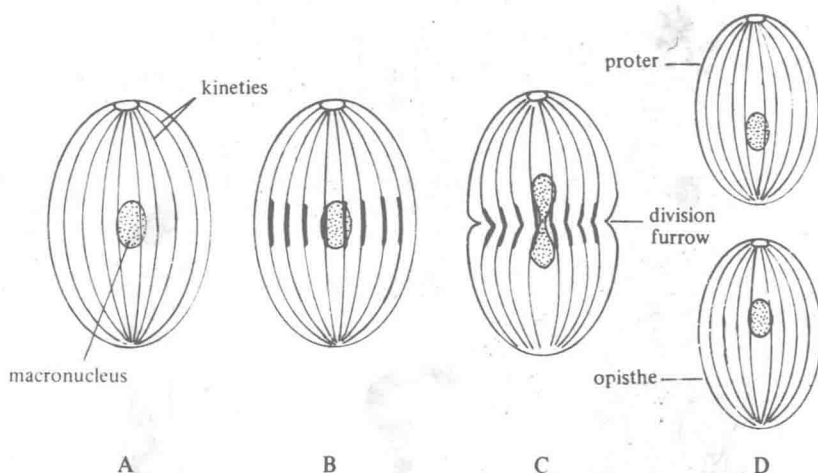 proter
kineties
division
furrow
macronucleus
opisthe
A B C D